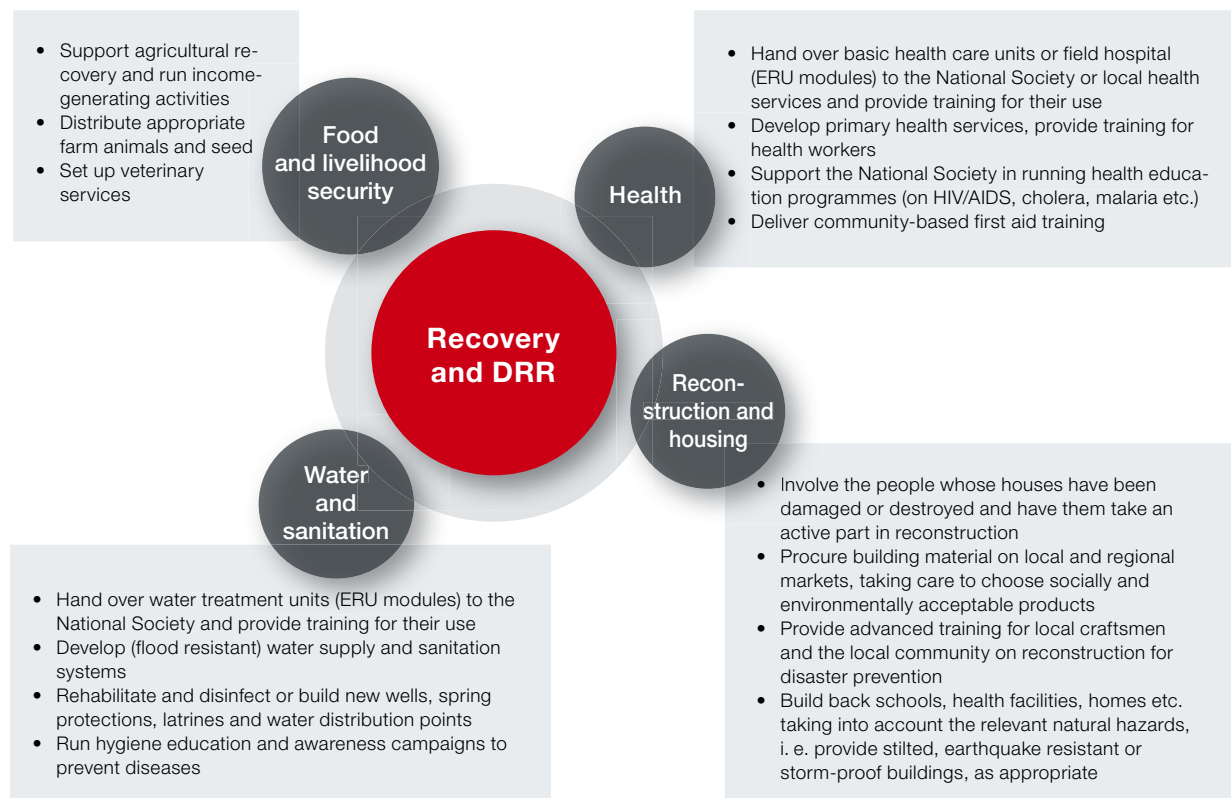 • Support agricultural re-
covery and run income-
generating activities
• Distribute appropriate
farm animals and seed
• Set up veterinary
services
Food
and livelihood
security
Health
• Hand over basic health care units or field hospital
(ERU modules) to the National Society or local health
services and provide training for their use
• Develop primary health services, provide training for
health workers
• Support the National Society in running health educa-
tion programmes (on HIV/AIDS, cholera, malaria etc.)
• Deliver community-based first aid training
Recovery
and DRR
Recon-
struction and
housing
Water
and
sanitation
• Hand over water treatment units (ERU modules) to the
National Society and provide training for their use
• Develop (flood resistant) water supply and sanitation
systems
• Rehabilitate and disinfect or build new wells, spring
protections, latrines and water distribution points
• Run hygiene education and awareness campaigns to
prevent diseases
• Involve the people whose houses have been
damaged or destroyed and have them take an
active part in reconstruction
• Procure building material on local and regional
markets, taking care to choose socially and
environmentally acceptable products
• Provide advanced training for local craftsmen
and the local community on reconstruction for
disaster prevention
• Build back schools, health facilities, homes etc.
taking into account the relevant natural hazards,
i. e. provide stilted, earthquake resistant or
storm-proof buildings, as appropriate